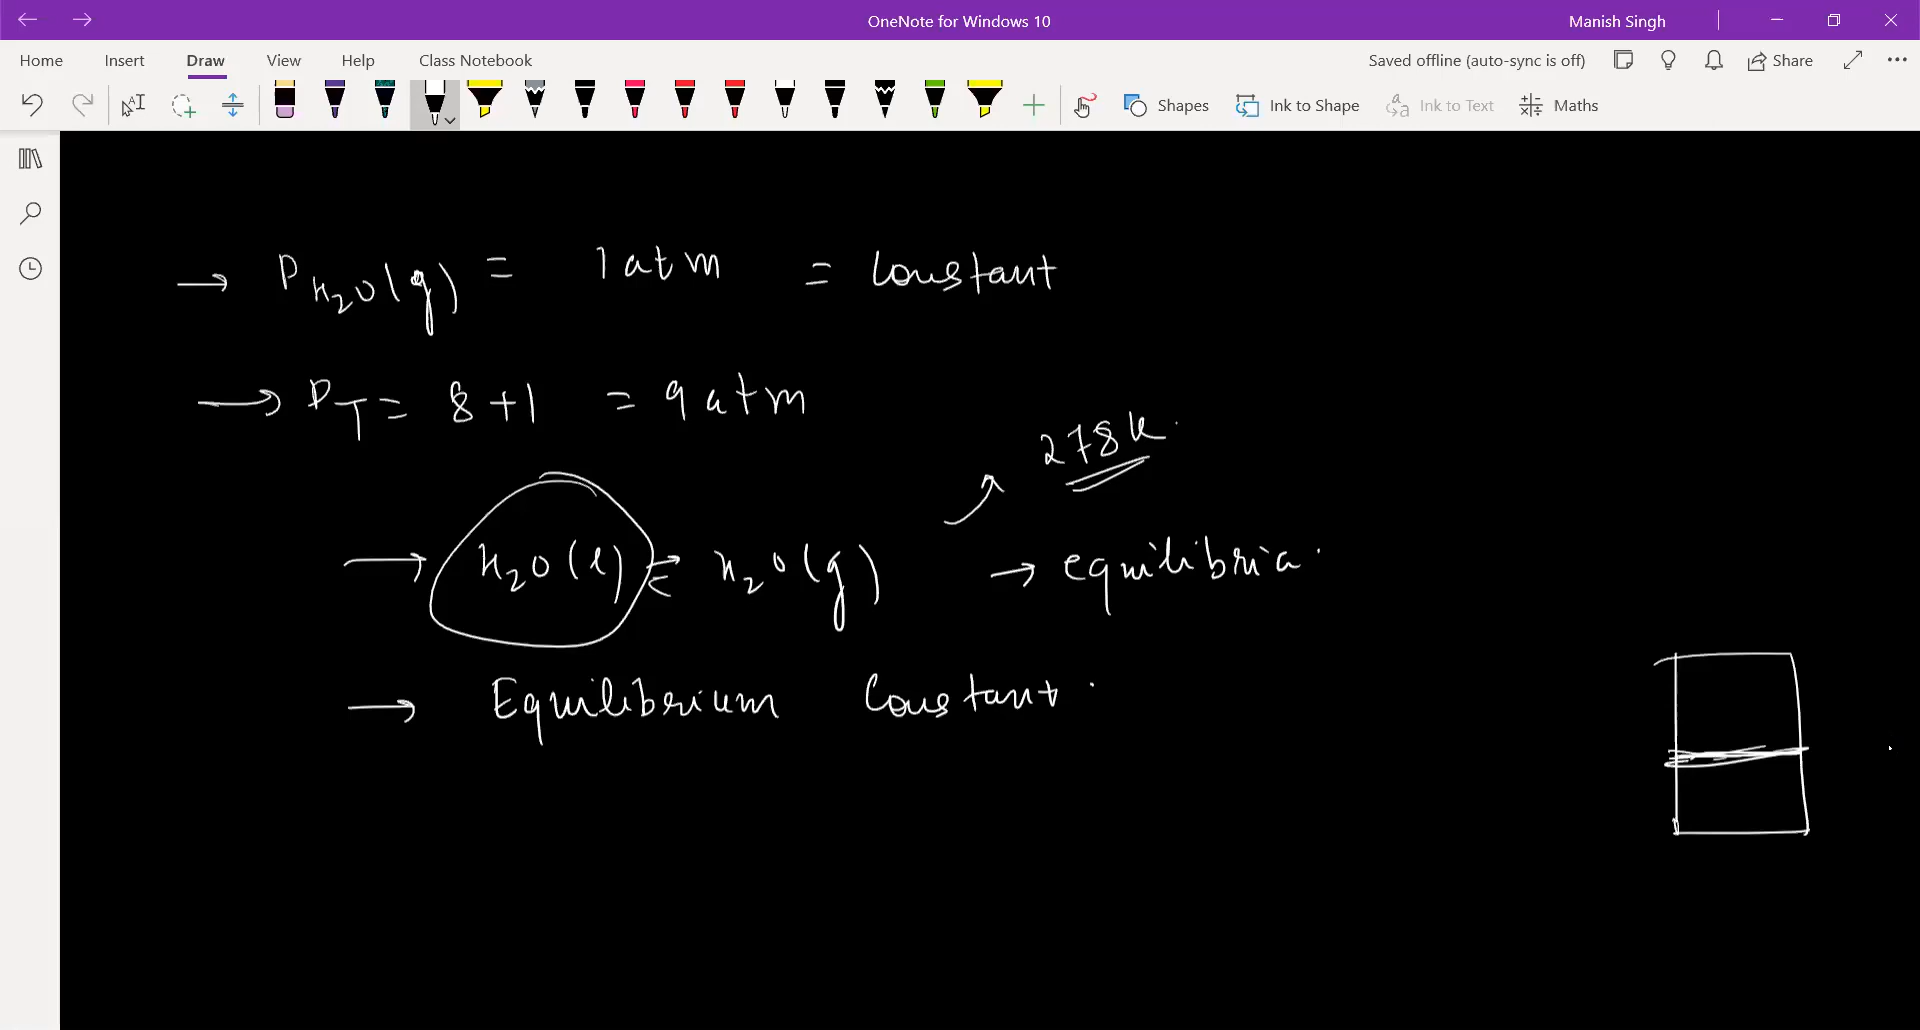 OneNote for Windows 10
Manish Singh
Home Insert Draw View Help Class Notebook
Saved offline (auto-sync is off) Share
Shapes Ink to Shape Ink to Text Maths
→ P H₂O(g) = 1 atm = Constant
→ P_T = 8 + 1 = 9 atm
278 K.
→ H₂O(l) ⇌ H₂O(g) → equilibria.
→ Equilibrium Constant.